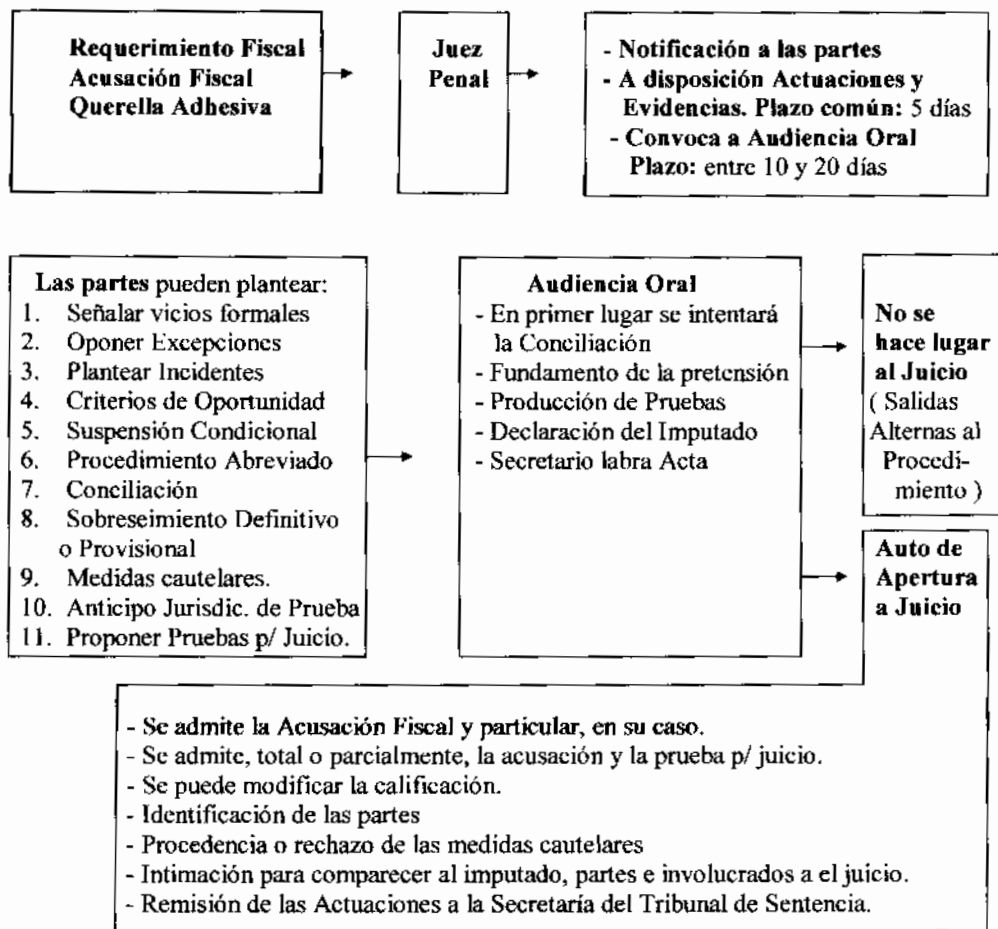 Requerimiento Fiscal
Acusación Fiscal
Querella Adhesiva
Juez
Penal
- Notificación a las partes
- A disposición Actuaciones y
Evidencias. Plazo común: 5 días
- Convoca a Audiencia Oral
Plazo: entre 10 y 20 días
Las partes pueden plantear:
1. Señalar vicios formales
2. Oponer Excepciones
3. Plantear Incidentes
4. Criterios de Oportunidad
5. Suspensión Condicional
6. Procedimiento Abreviado
7. Conciliación
8. Sobreseimiento Definitivo
o Provisional
9. Medidas cautelares.
10. Anticipo Jurisdic. de Prueba
11. Proponer Pruebas p/ Juicio.
Audiencia Oral
- En primer lugar se intentará
la Conciliación
- Fundamento de la pretensión
- Producción de Pruebas
- Declaración del Imputado
- Secretario labra Acta
No se
hace lugar
al Juicio
( Salidas
Alternas al
Procedi-
miento )
Auto de
Apertura
a Juicio
- Se admite la Acusación Fiscal y particular, en su caso.
- Se admite, total o parcialmente, la acusación y la prueba p/ juicio.
- Se puede modificar la calificación.
- Identificación de las partes
- Procedencia o rechazo de las medidas cautelares
- Intimación para comparecer al imputado, partes e involucrados a el juicio.
- Remisión de las Actuaciones a la Secretaría del Tribunal de Sentencia.